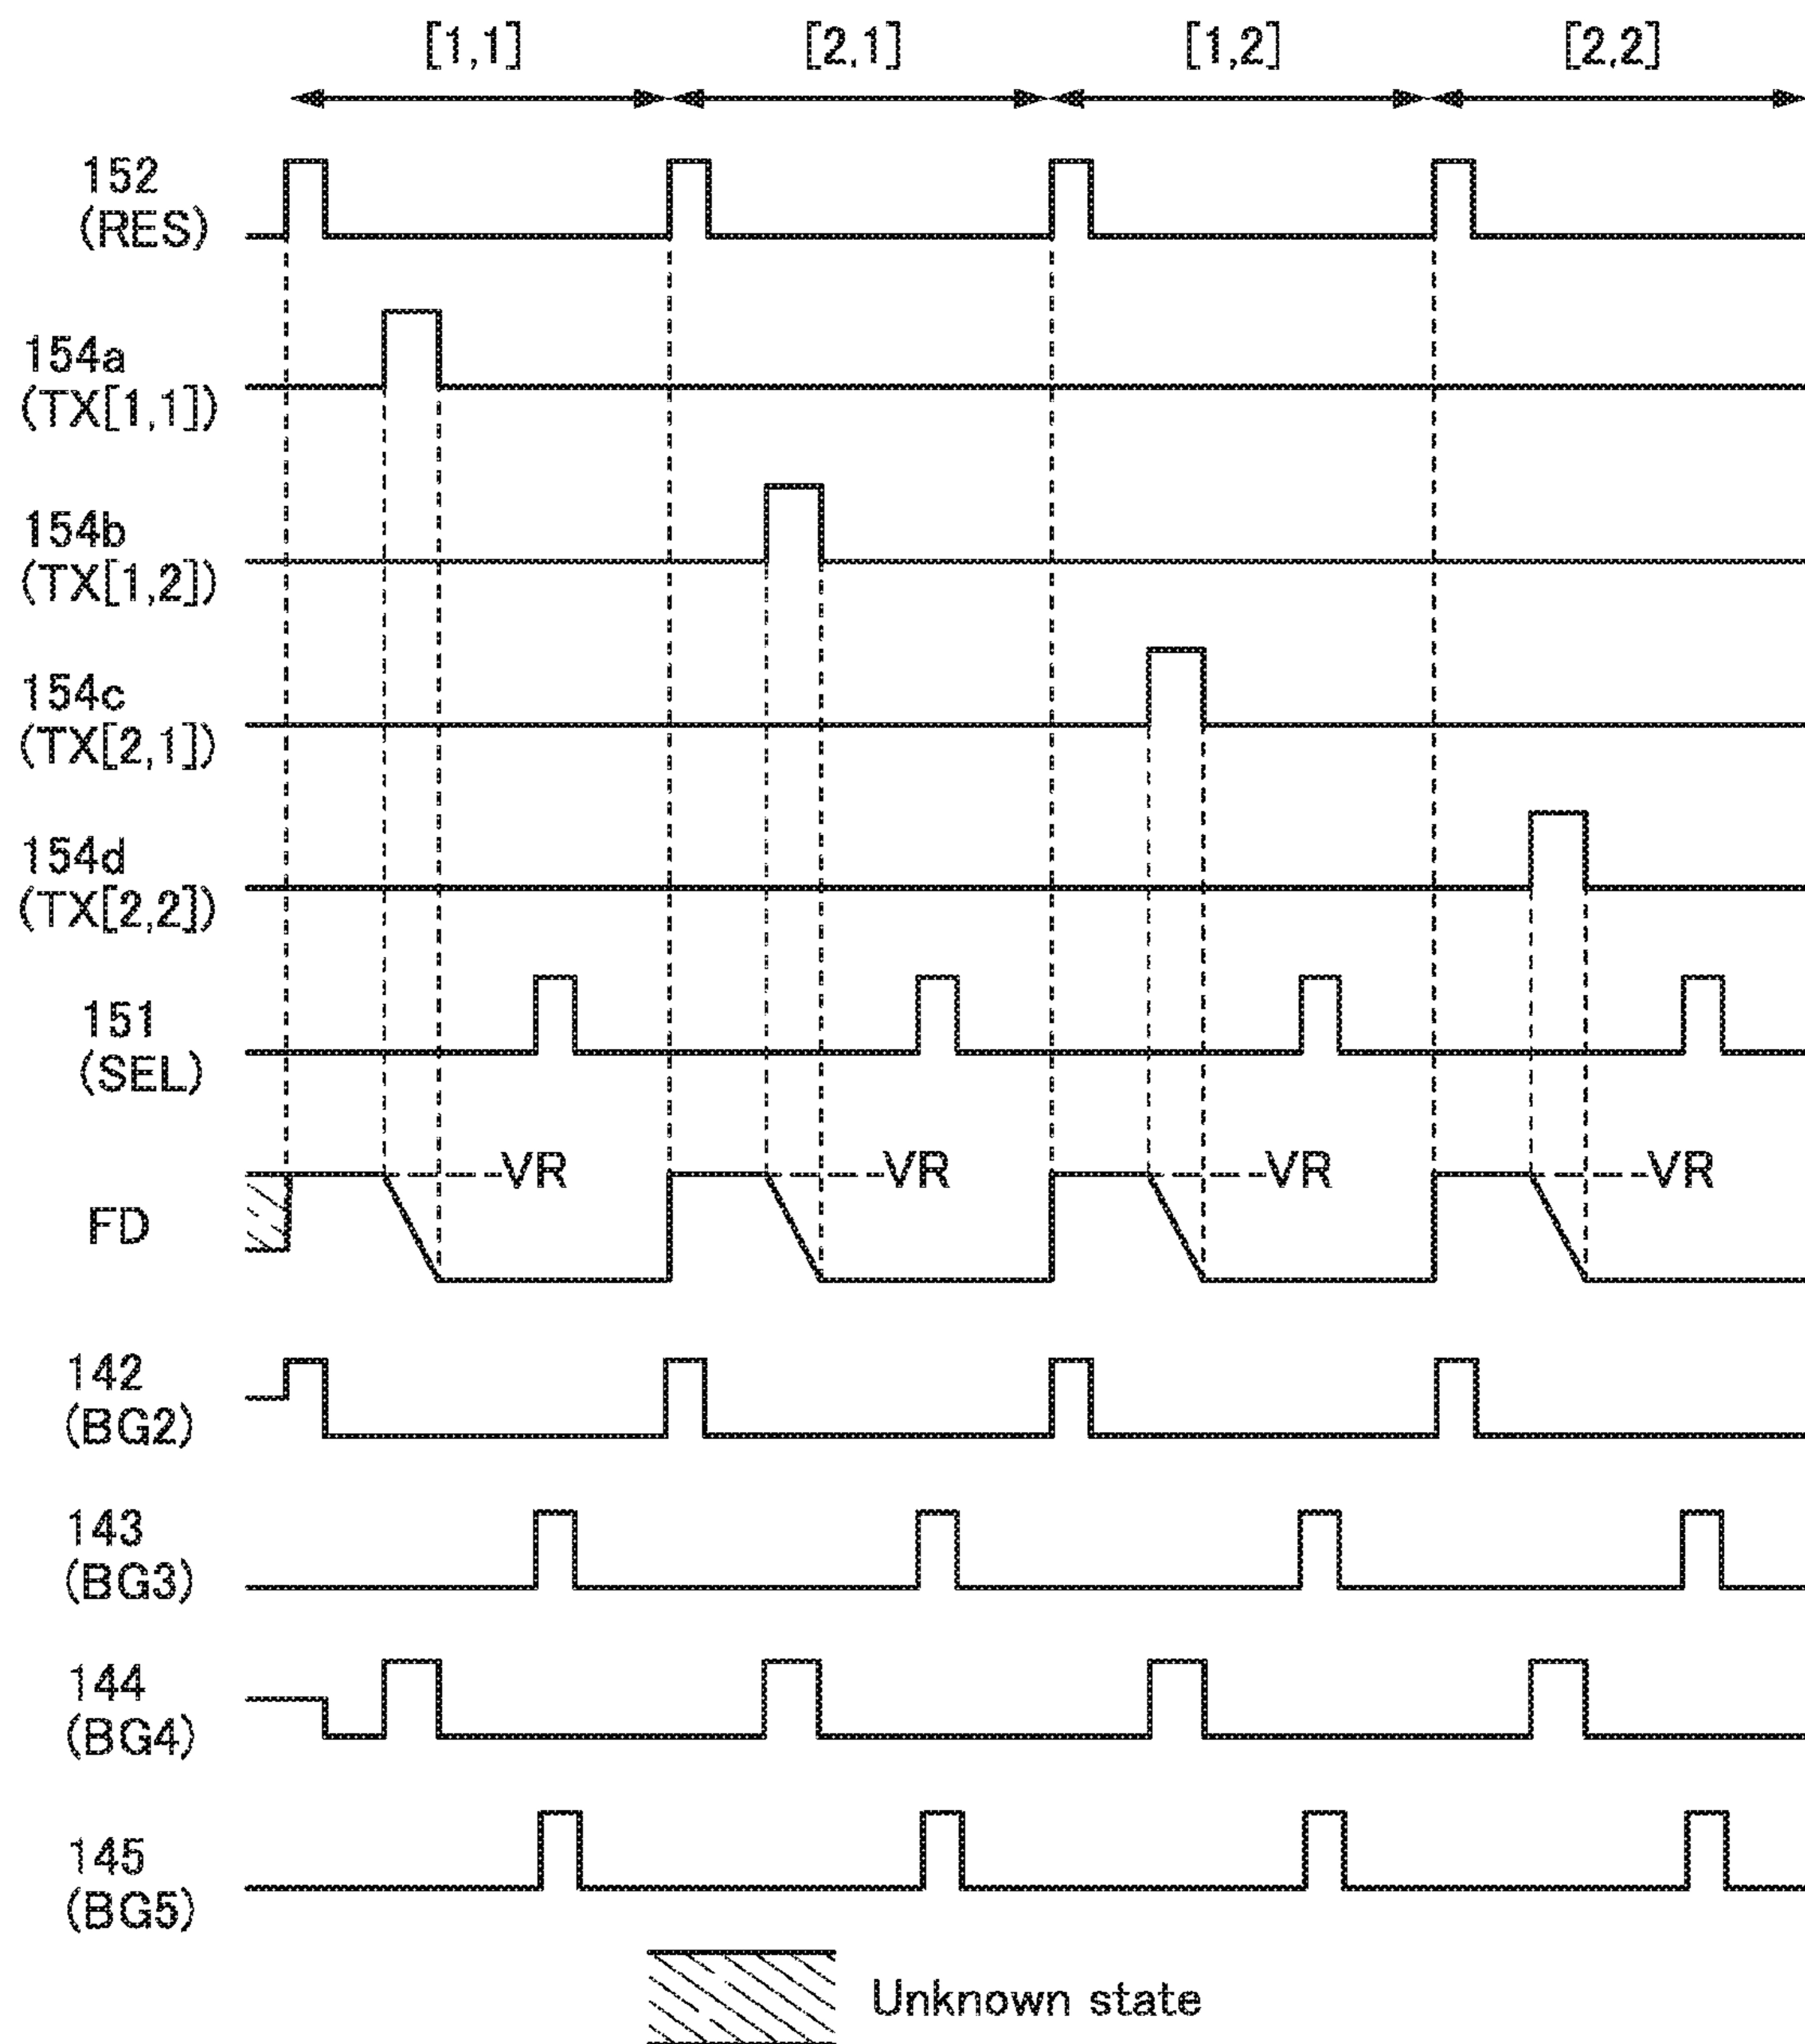 [1,1] [2,1] [1,2] [2,2]
152
(RES)
154a
(TX[1,1])
154b
(TX[1,2])
154c
(TX[2,1])
154d
(TX[2,2])
151
(SEL)
VR VR VR VR
FD
142
(BG2)
143
(BG3)
144
(BG4)
145
(BG5)
Unknown state